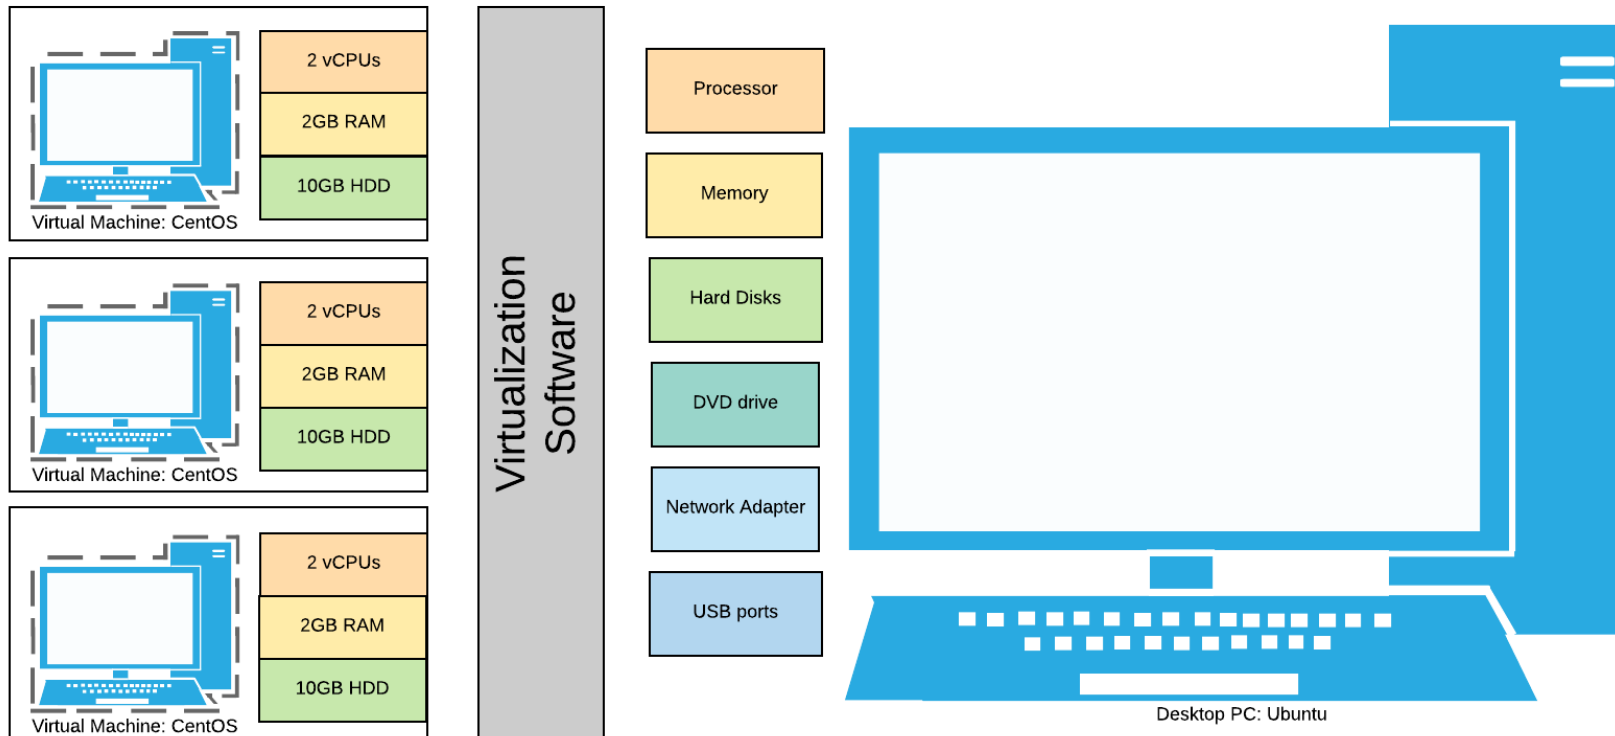 2 vCPUs
2GB RAM
10GB HDD
Virtual Machine: CentOS
2 vCPUs
2GB RAM
10GB HDD
Virtual Machine: CentOS
2 vCPUs
2GB RAM
10GB HDD
Virtual Machine: CentOS
Virtualization
Software
Processor
Memory
Hard Disks
DVD drive
Network Adapter
USB ports
Desktop PC: Ubuntu